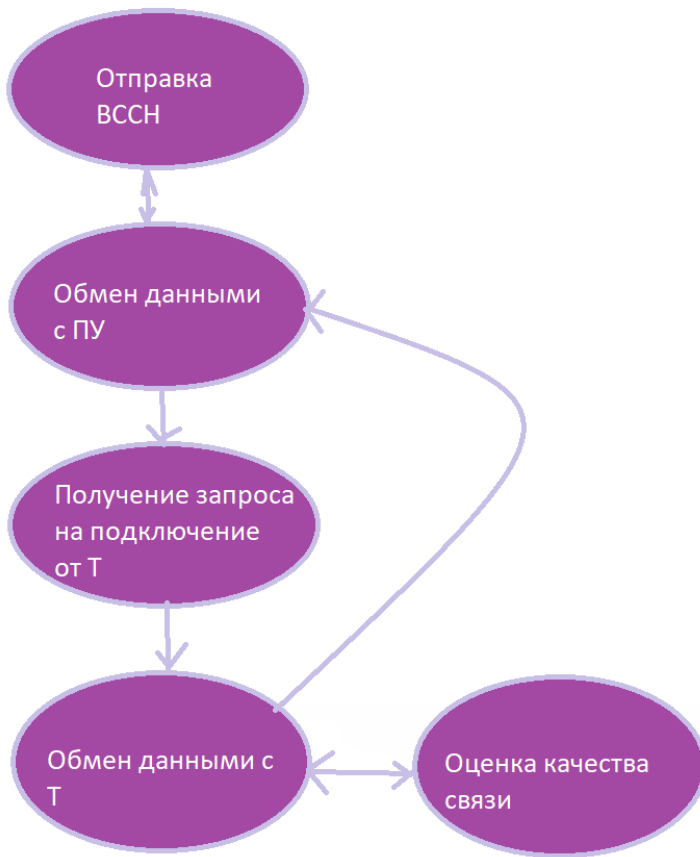 Отправка
ВССН
Обмен данными
с ПУ
Получение запроса
на подключение
от Т
Обмен данными с
Т
Оценка качества
связи